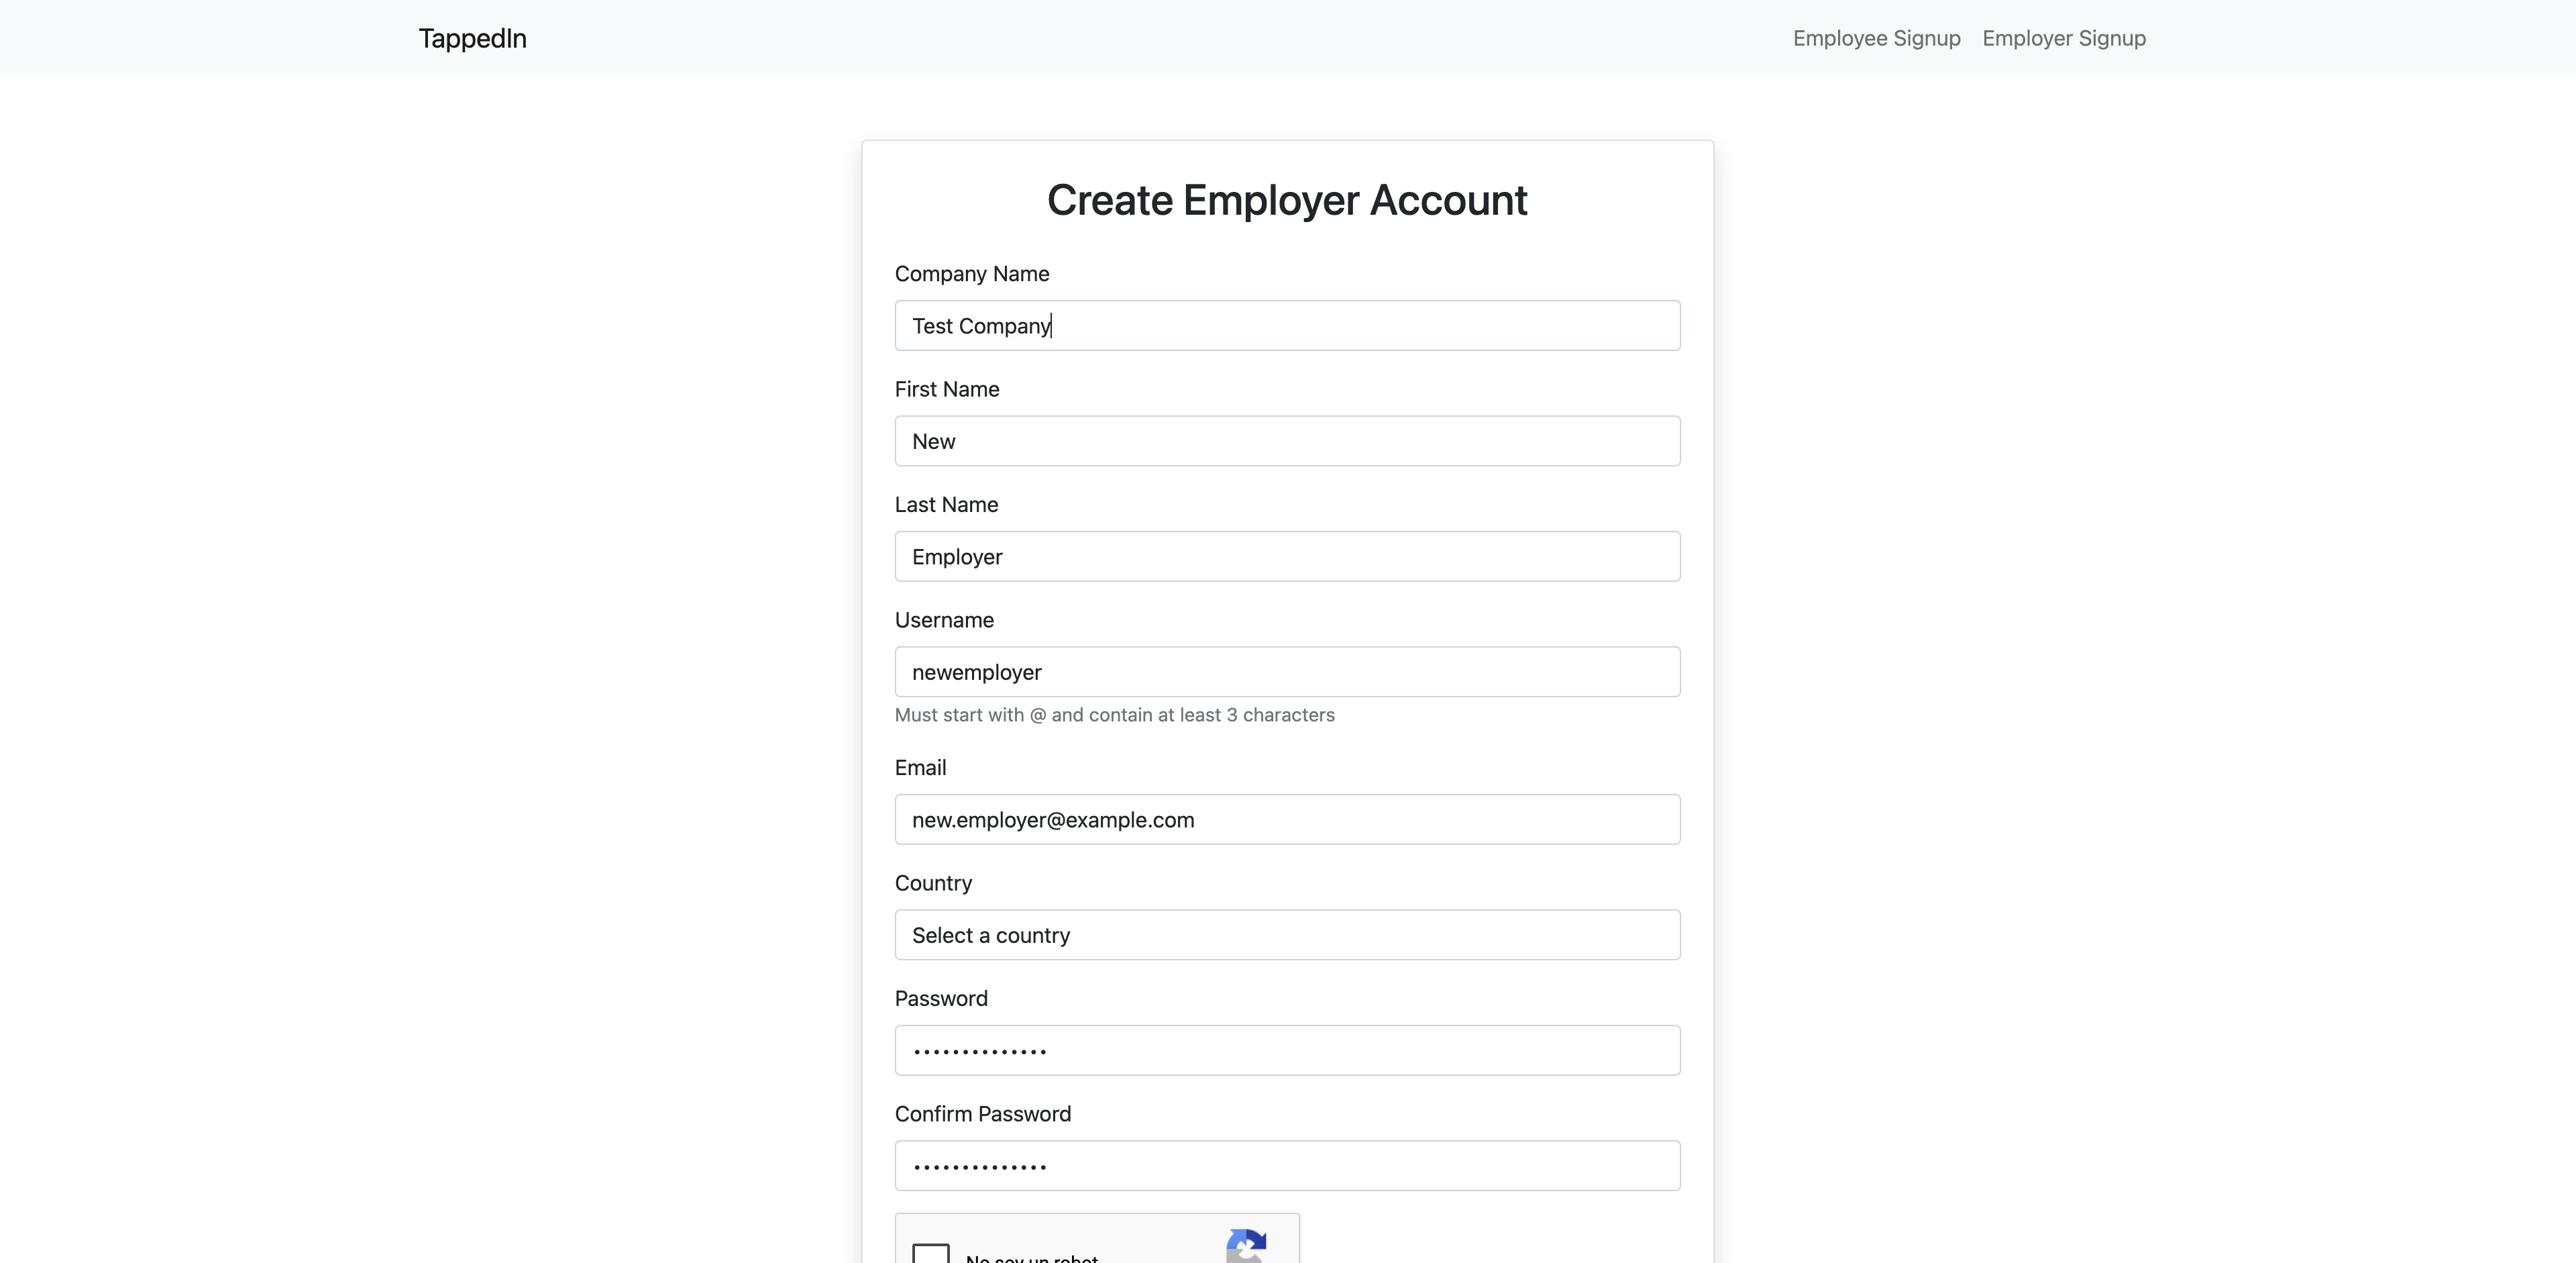 TappedIn
Employee Signup
Employer Signup
Create Employer Account
Company Name
Test Company
First Name
New
Last Name
Employer
Username
newemployer
Must start with @ and contain at least 3 characters
Email
new.employer@example.com
Country
Select a country
Password
••••••••••••••
Confirm Password
••••••••••••••
No soy un robot